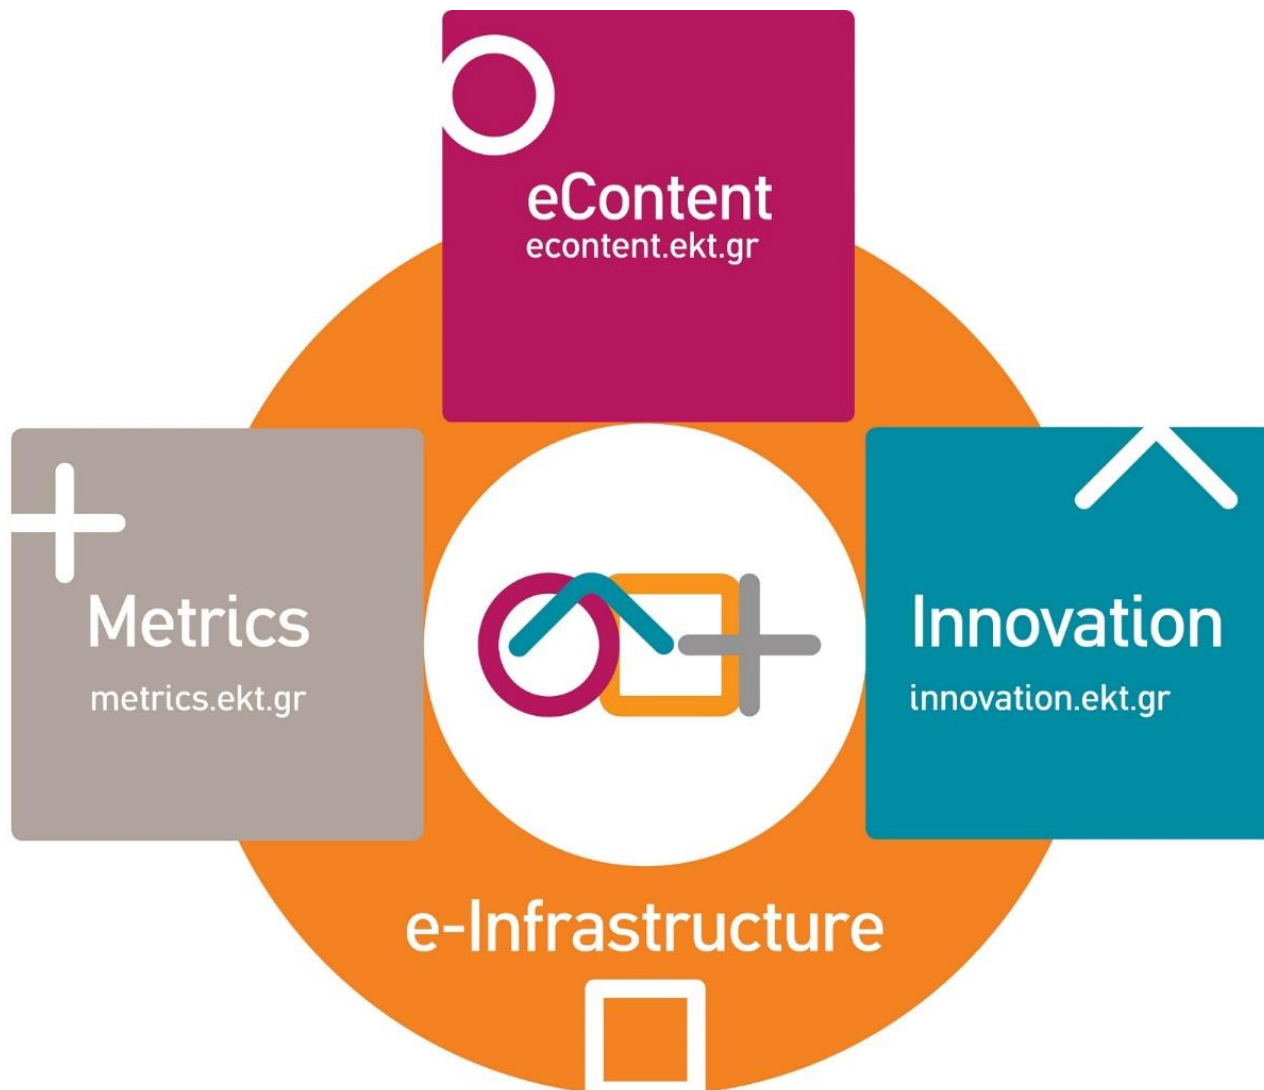 eContent
econtent.ekt.gr
Metrics
metrics.ekt.gr
Innovation
innovation.ekt.gr
e-Infrastructure